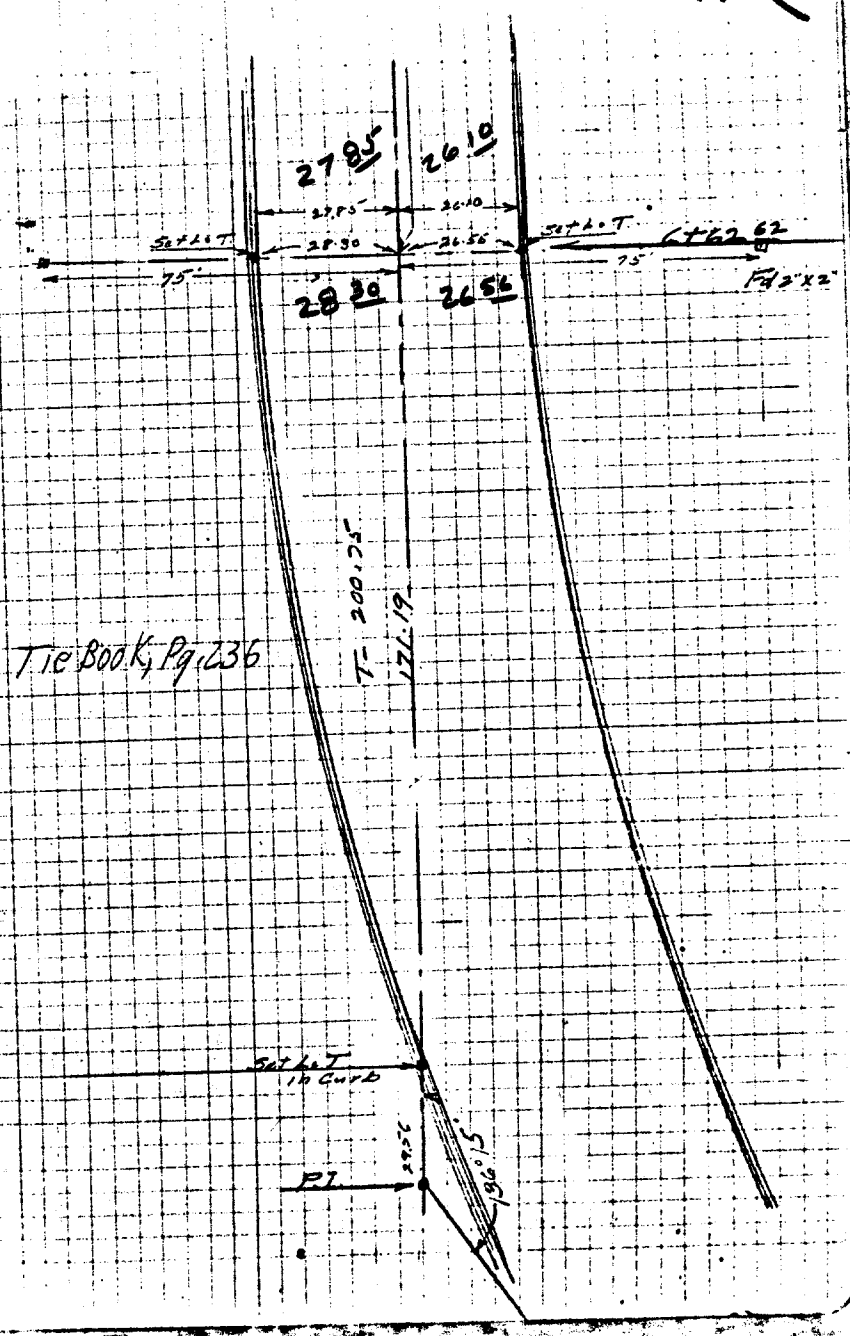 27 85
26 10
27.85
26.10
Set L&T
28.30
26.56
Set L&T
6+62 62
75'
75'
28 30
26 56
Fd 2"x2"
T= 200.75
171.19
Tie Book, Pg. 236
Set L&T
in Curb
29.56
36° 15'
P.I.